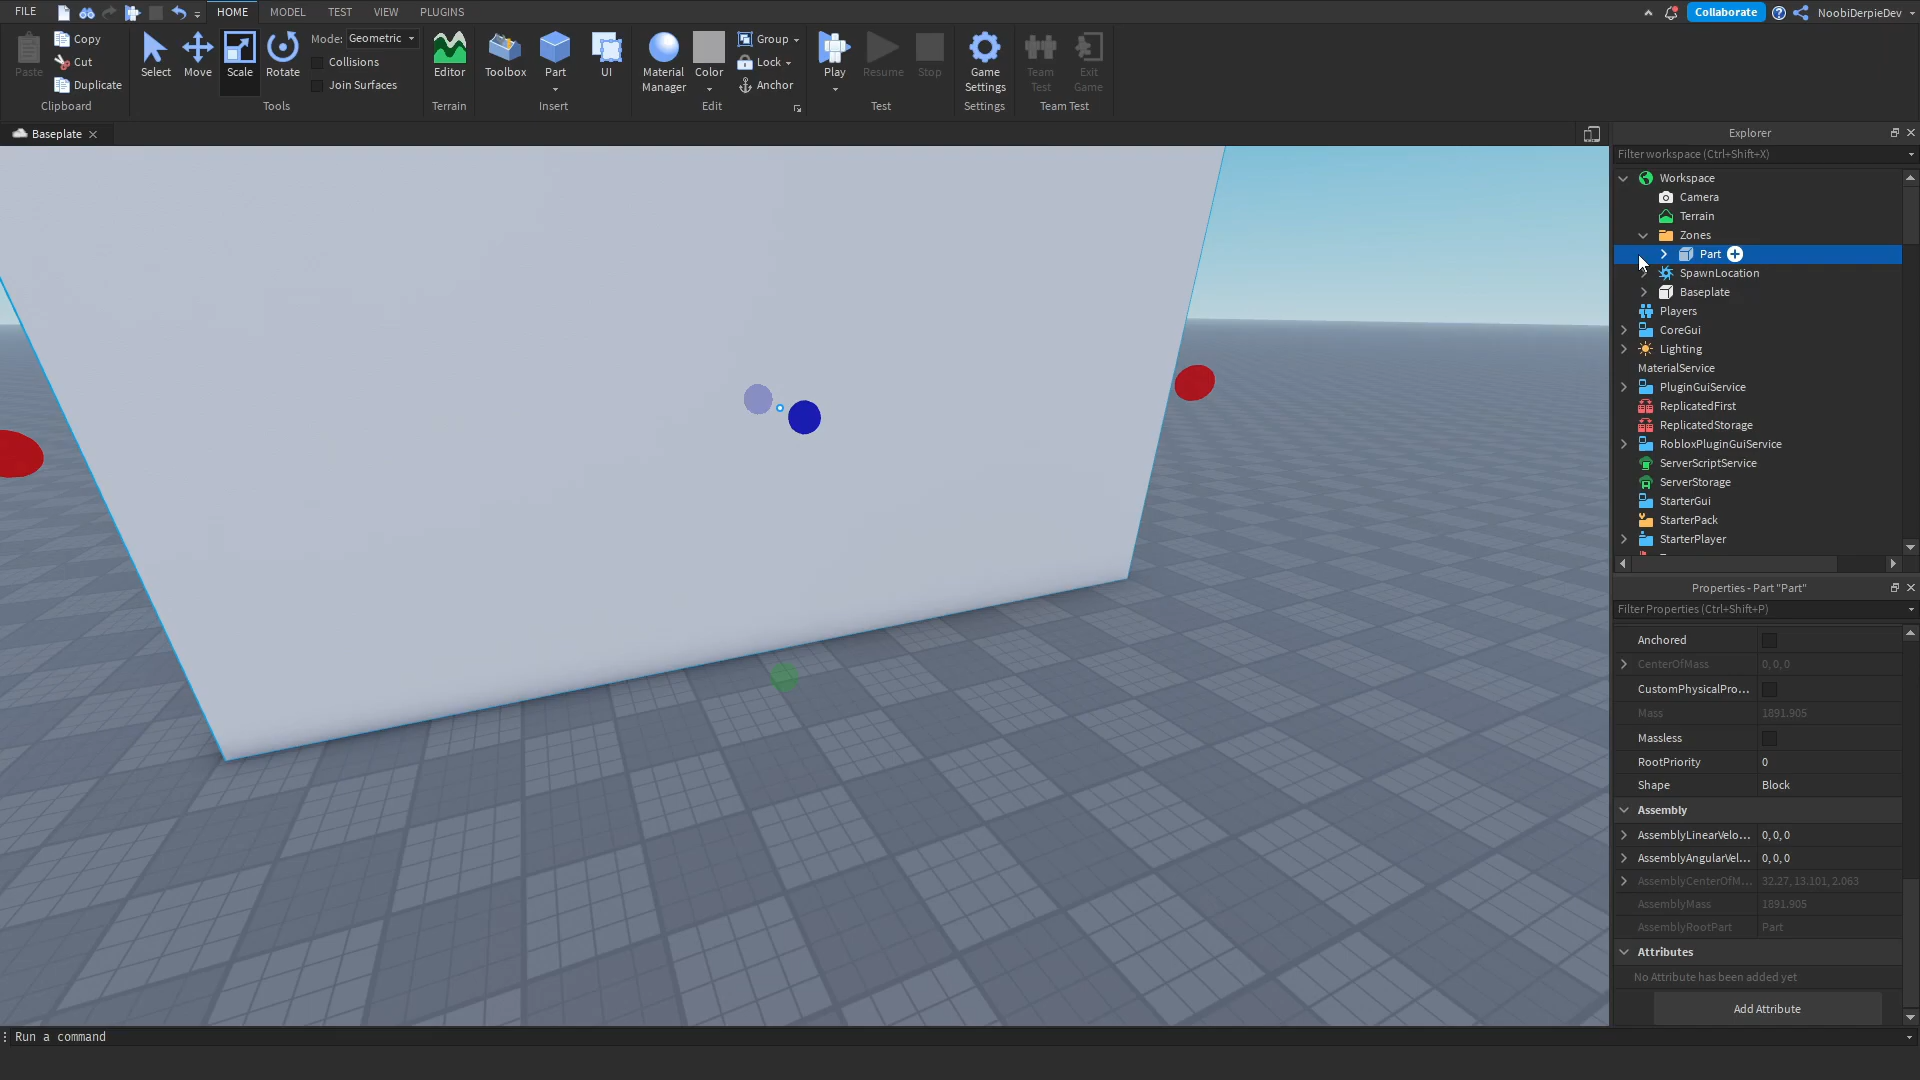 FILE
HOME
MODEL
TEST
VIEW
PLUGINS
Collaborate
NoobiDerpieDev
Paste
Copy
Cut
Duplicate
Clipboard
Select
Move
Scale
Rotate
Mode:
Geometric
Collisions
Join Surfaces
Tools
Editor
Terrain
Toolbox
Part
UI
Insert
Material
Manager
Color
Group
Lock
Anchor
Edit
Play
Resume
Stop
Test
Game
Settings
Settings
Team
Test
Exit
Game
Team Test
Baseplate
Explorer
Filter workspace (Ctrl+Shift+X)
Workspace
Camera
Terrain
Zones
Part
SpawnLocation
Baseplate
Players
CoreGui
Lighting
MaterialService
PluginGuiService
ReplicatedFirst
ReplicatedStorage
RobloxPluginGuiService
ServerScriptService
ServerStorage
StarterGui
StarterPack
StarterPlayer
Properties - Part "Part"
Filter Properties (Ctrl+Shift+P)
Anchored
CenterOfMass 0, 0, 0
CustomPhysicalPro...
Mass 1891.905
Massless
RootPriority 0
Shape Block
Assembly
AssemblyLinearVelo... 0, 0, 0
AssemblyAngularVel... 0, 0, 0
AssemblyCenterOfM... 32.27, 13.101, 2.063
AssemblyMass 1891.905
AssemblyRootPart Part
Attributes
No Attribute has been added yet
Add Attribute
Run a command